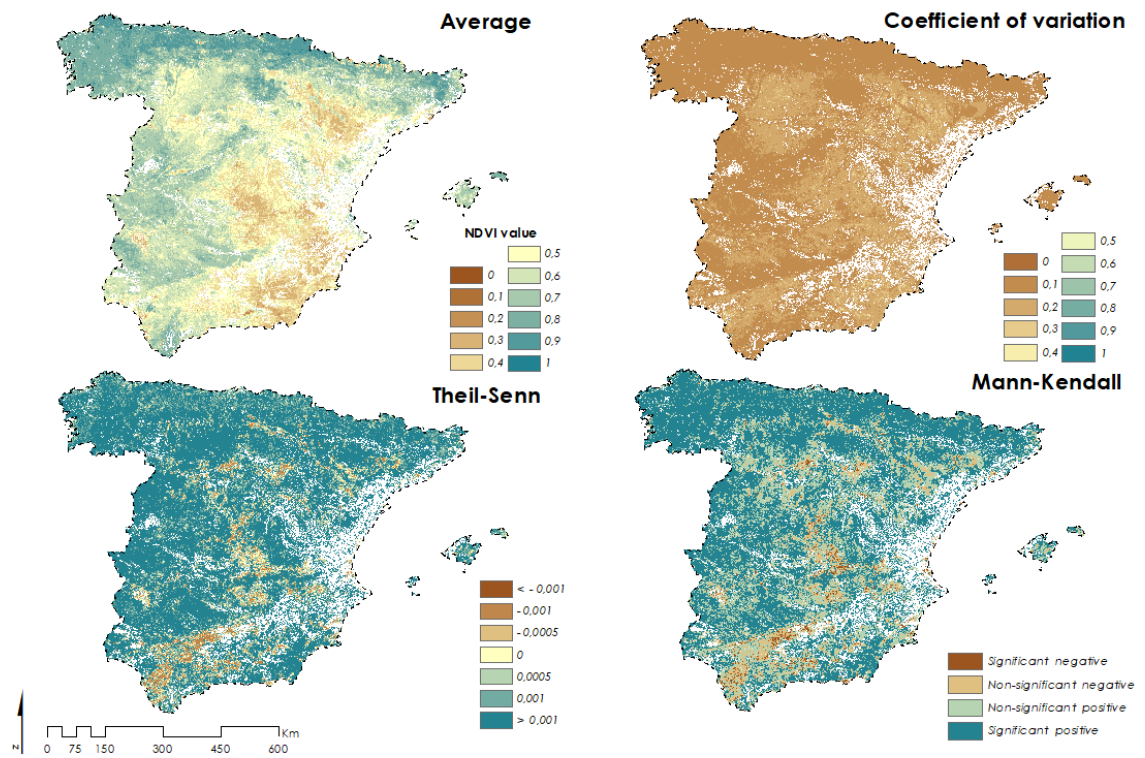 Average
NDVI value
0
0,1
0,2
0,3
0,4
0,5
0,6
0,7
0,8
0,9
1
Coefficient of variation
0
0,1
0,2
0,3
0,4
0,5
0,6
0,7
0,8
0,9
1
Theil-Senn
< - 0,001
- 0,001
- 0,0005
0
0,0005
0,001
> 0,001
N
Km
0 75 150 300 450 600
Mann-Kendall
Significant negative
Non-significant negative
Non-significant positive
Significant positive